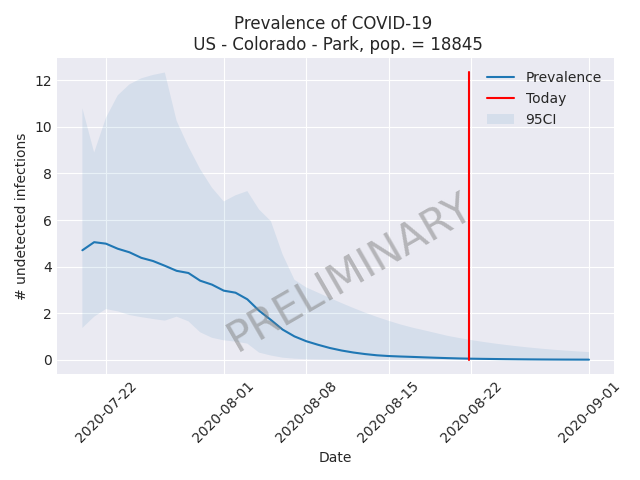 Prevalence of COVID-19
US - Colorado - Park, pop. = 18845
# undetected infections
12
10
8
6
4
2
0
Prevalence
Today
95CI
PRELIMINARY
2020-07-22
2020-08-01
2020-08-08
2020-08-15
2020-08-22
2020-09-01
Date